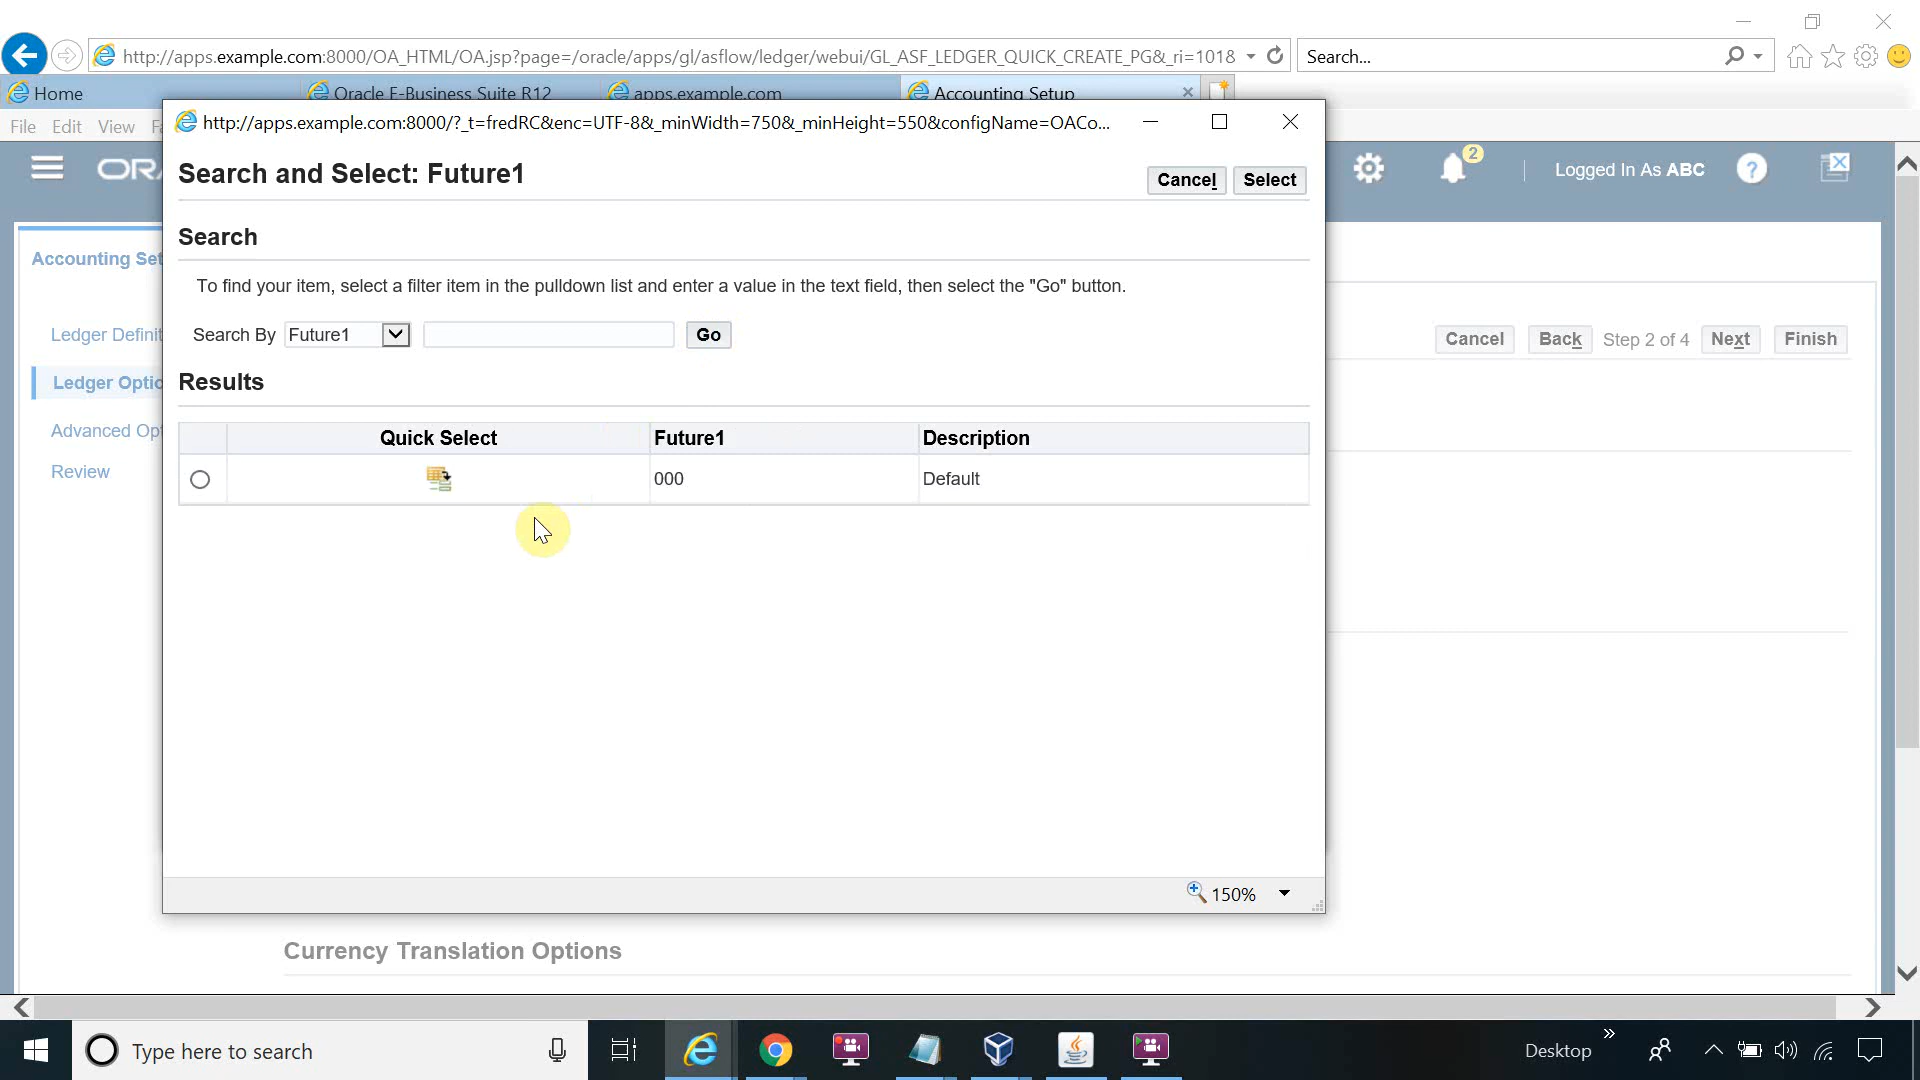 http://apps.example.com:8000/OA_HTML/OA.jsp?page=/oracle/apps/gl/asflow/ledger/webui/GL_ASF_LEDGER_QUICK_CREATE_PG&_ri=1018
Search...
Home
Oracle E-Business Suite R12
apps.example.com
Accounting Setup
File Edit View
http://apps.example.com:8000/?_t=fredRC&enc=UTF-8&_minWidth=750&_minHeight=550&configName=OACo...
2
Logged In As ABC
Search and Select: Future1
Cancel Select
Search
Accounting Set
To find your item, select a filter item in the pulldown list and enter a value in the text field, then select the "Go" button.
Ledger Definit
Search By Future1 Go
Cancel Back Step 2 of 4 Next Finish
Ledger Optio
Results
Advanced Opt
Quick Select Future1 Description
Review
000 Default
150%
Currency Translation Options
Type here to search
Desktop